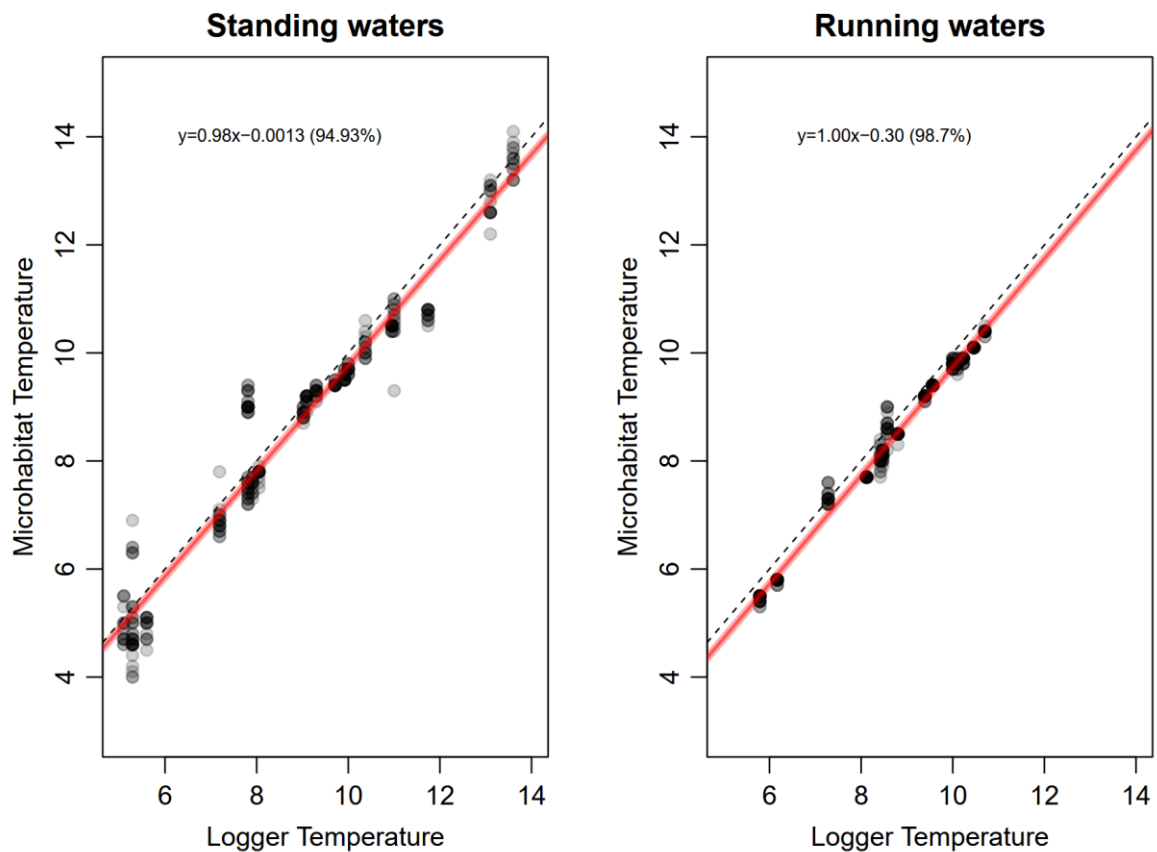 Standing waters
y=0.98x−0.0013 (94.93%)
Microhabitat Temperature
14
12
10
8
6
4
6 8 10 12 14
Logger Temperature
Running waters
y=1.00x−0.30 (98.7%)
Microhabitat Temperature
14
12
10
8
6
4
6 8 10 12 14
Logger Temperature